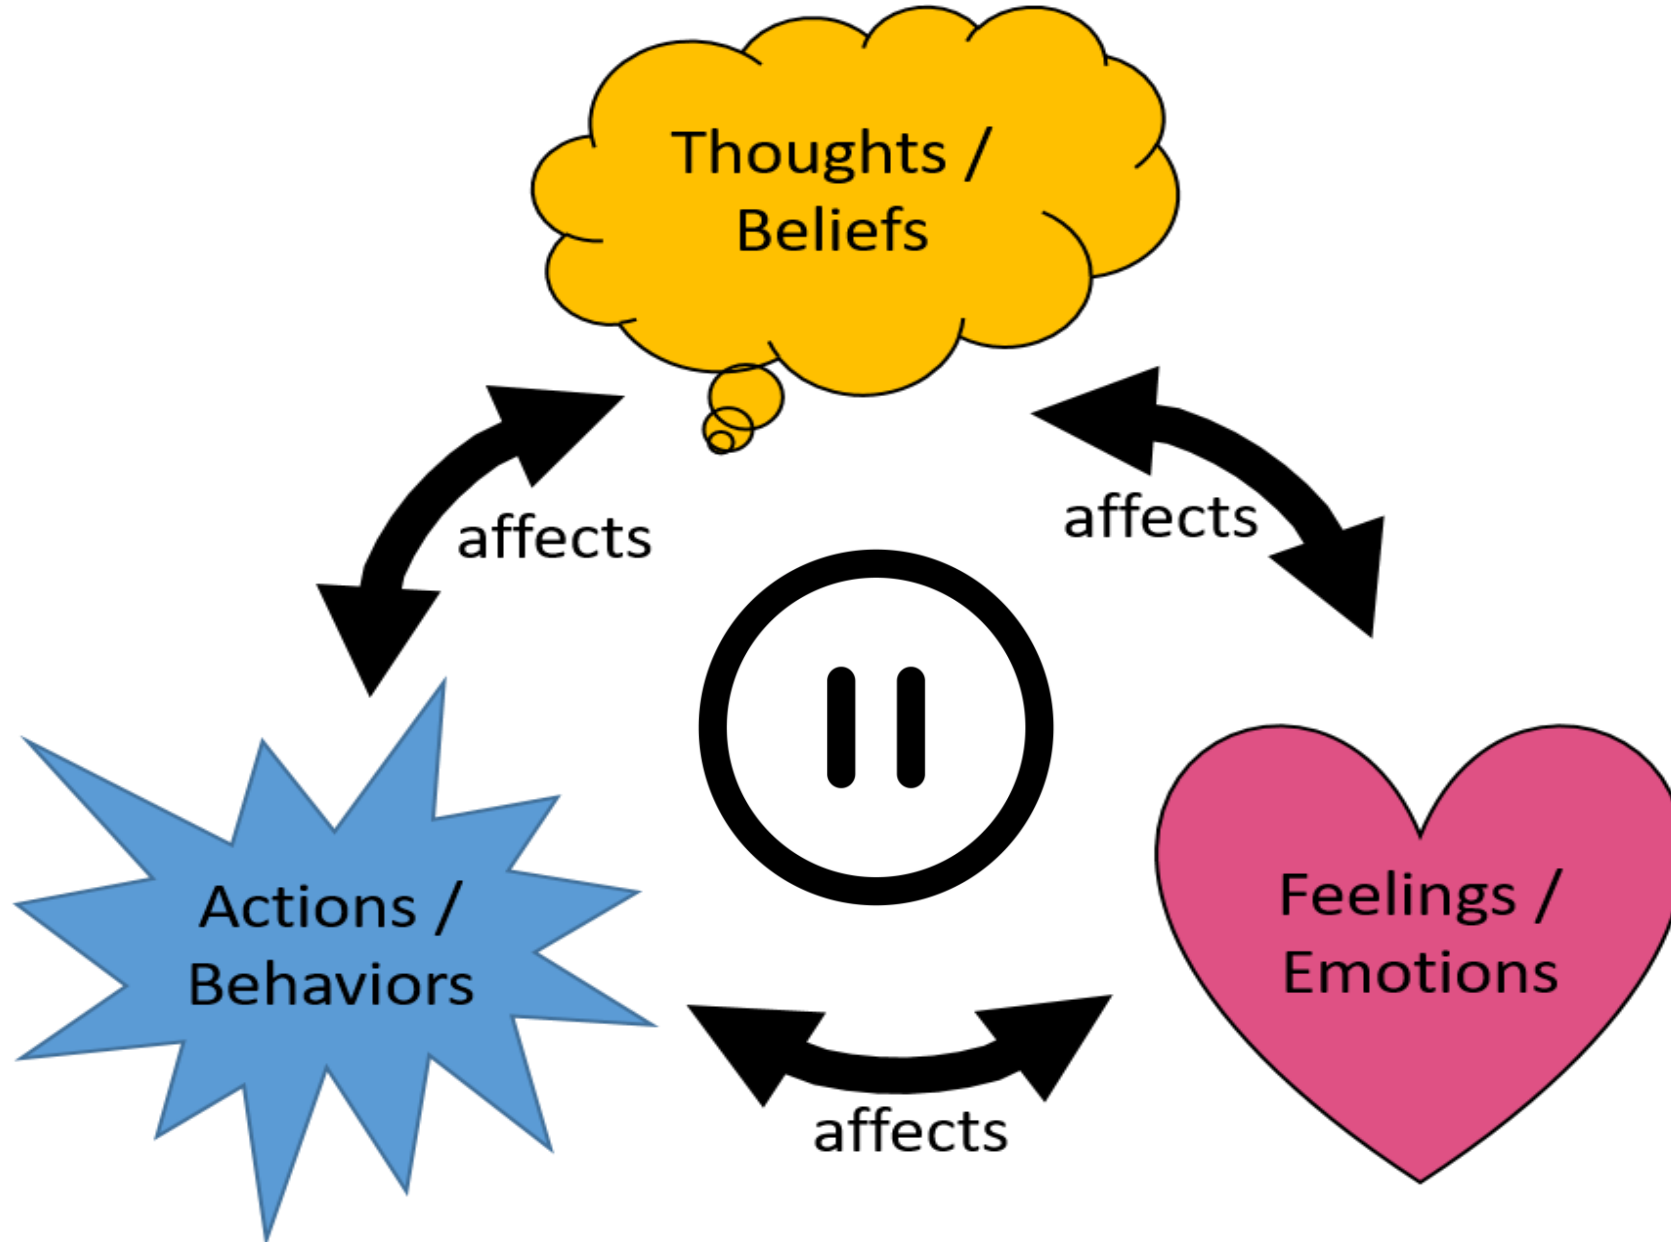 Thoughts /
Beliefs
affects
affects
Actions /
Behaviors
Feelings /
Emotions
affects